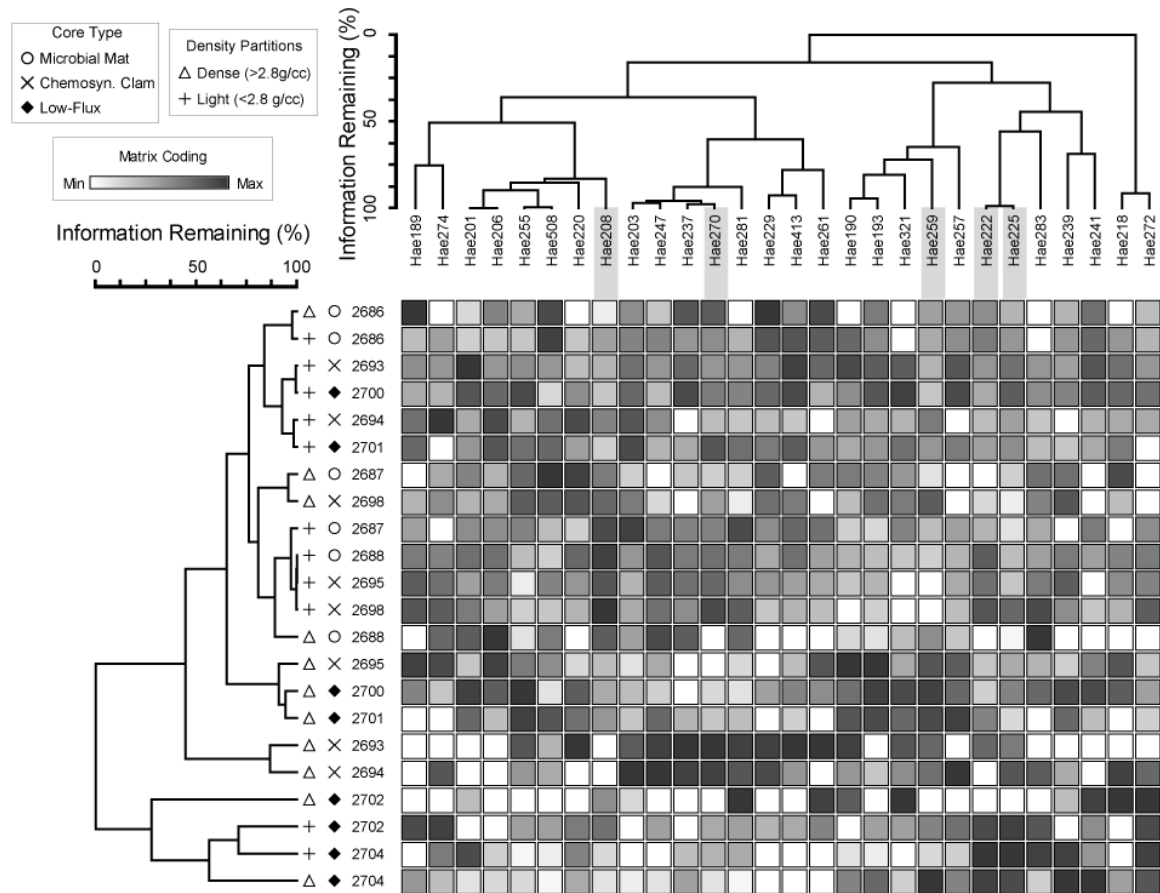 Core Type
○ Microbial Mat
× Chemosyn. Clam
◆ Low-Flux
Density Partitions
△ Dense (>2.8g/cc)
+ Light (<2.8 g/cc)
Matrix Coding
Min Max
Information Remaining (%)
0 50 100
Information Remaining (%)
0
50
100
Hae189 Hae274 Hae201 Hae206 Hae255 Hae508 Hae220 Hae208 Hae203 Hae247 Hae237 Hae270 Hae281 Hae229 Hae413 Hae261 Hae190 Hae193 Hae321 Hae259 Hae257 Hae222 Hae225 Hae283 Hae239 Hae241 Hae218 Hae272
△ ○ 2686
+ ○ 2686
+ × 2693
+ ◆ 2700
+ × 2694
+ ◆ 2701
△ ○ 2687
△ × 2698
+ ○ 2687
+ ○ 2688
+ × 2695
+ × 2698
△ ○ 2688
△ × 2695
△ ◆ 2700
△ ◆ 2701
△ × 2693
△ × 2694
△ ◆ 2702
+ ◆ 2702
+ ◆ 2704
△ ◆ 2704